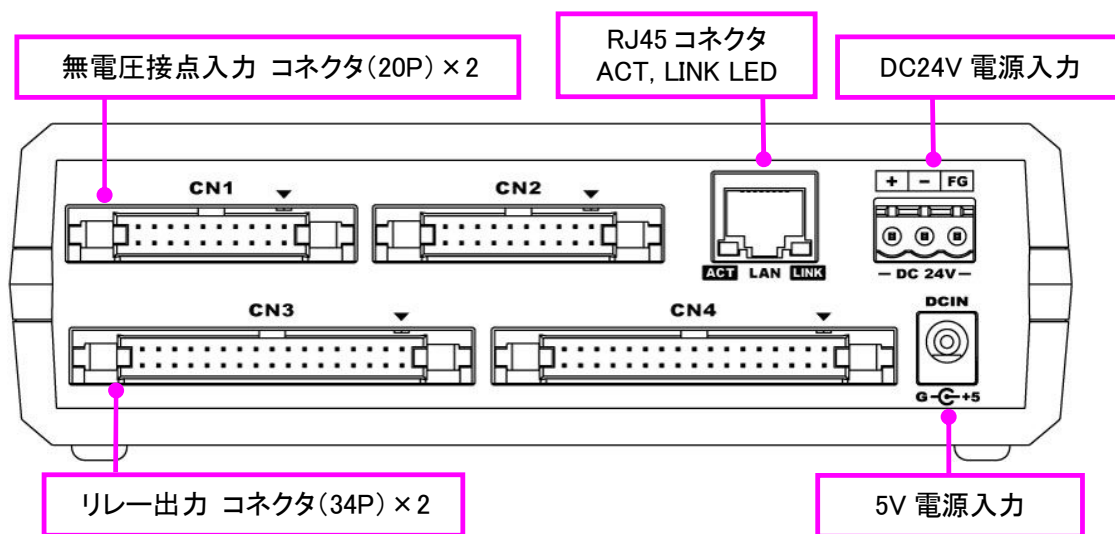 無電圧接点入力 コネクタ(20P)×2
RJ45 コネクタ
ACT, LINK LED
DC24V 電源入力
CN1
CN2
+ - FG
ACT LAN LINK
- DC 24V -
CN3
CN4
DCIN
G +5
リレー出力 コネクタ(34P)×2
5V 電源入力